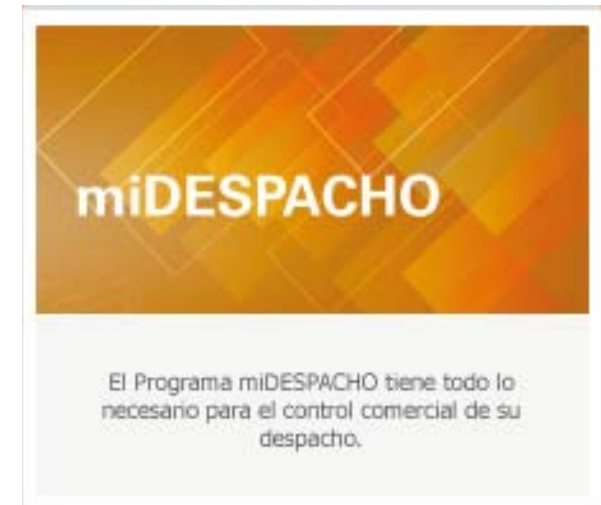 miDESPACHO
El Programa miDESPACHO tiene todo lo
necesario para el control comercial de su
despacho.